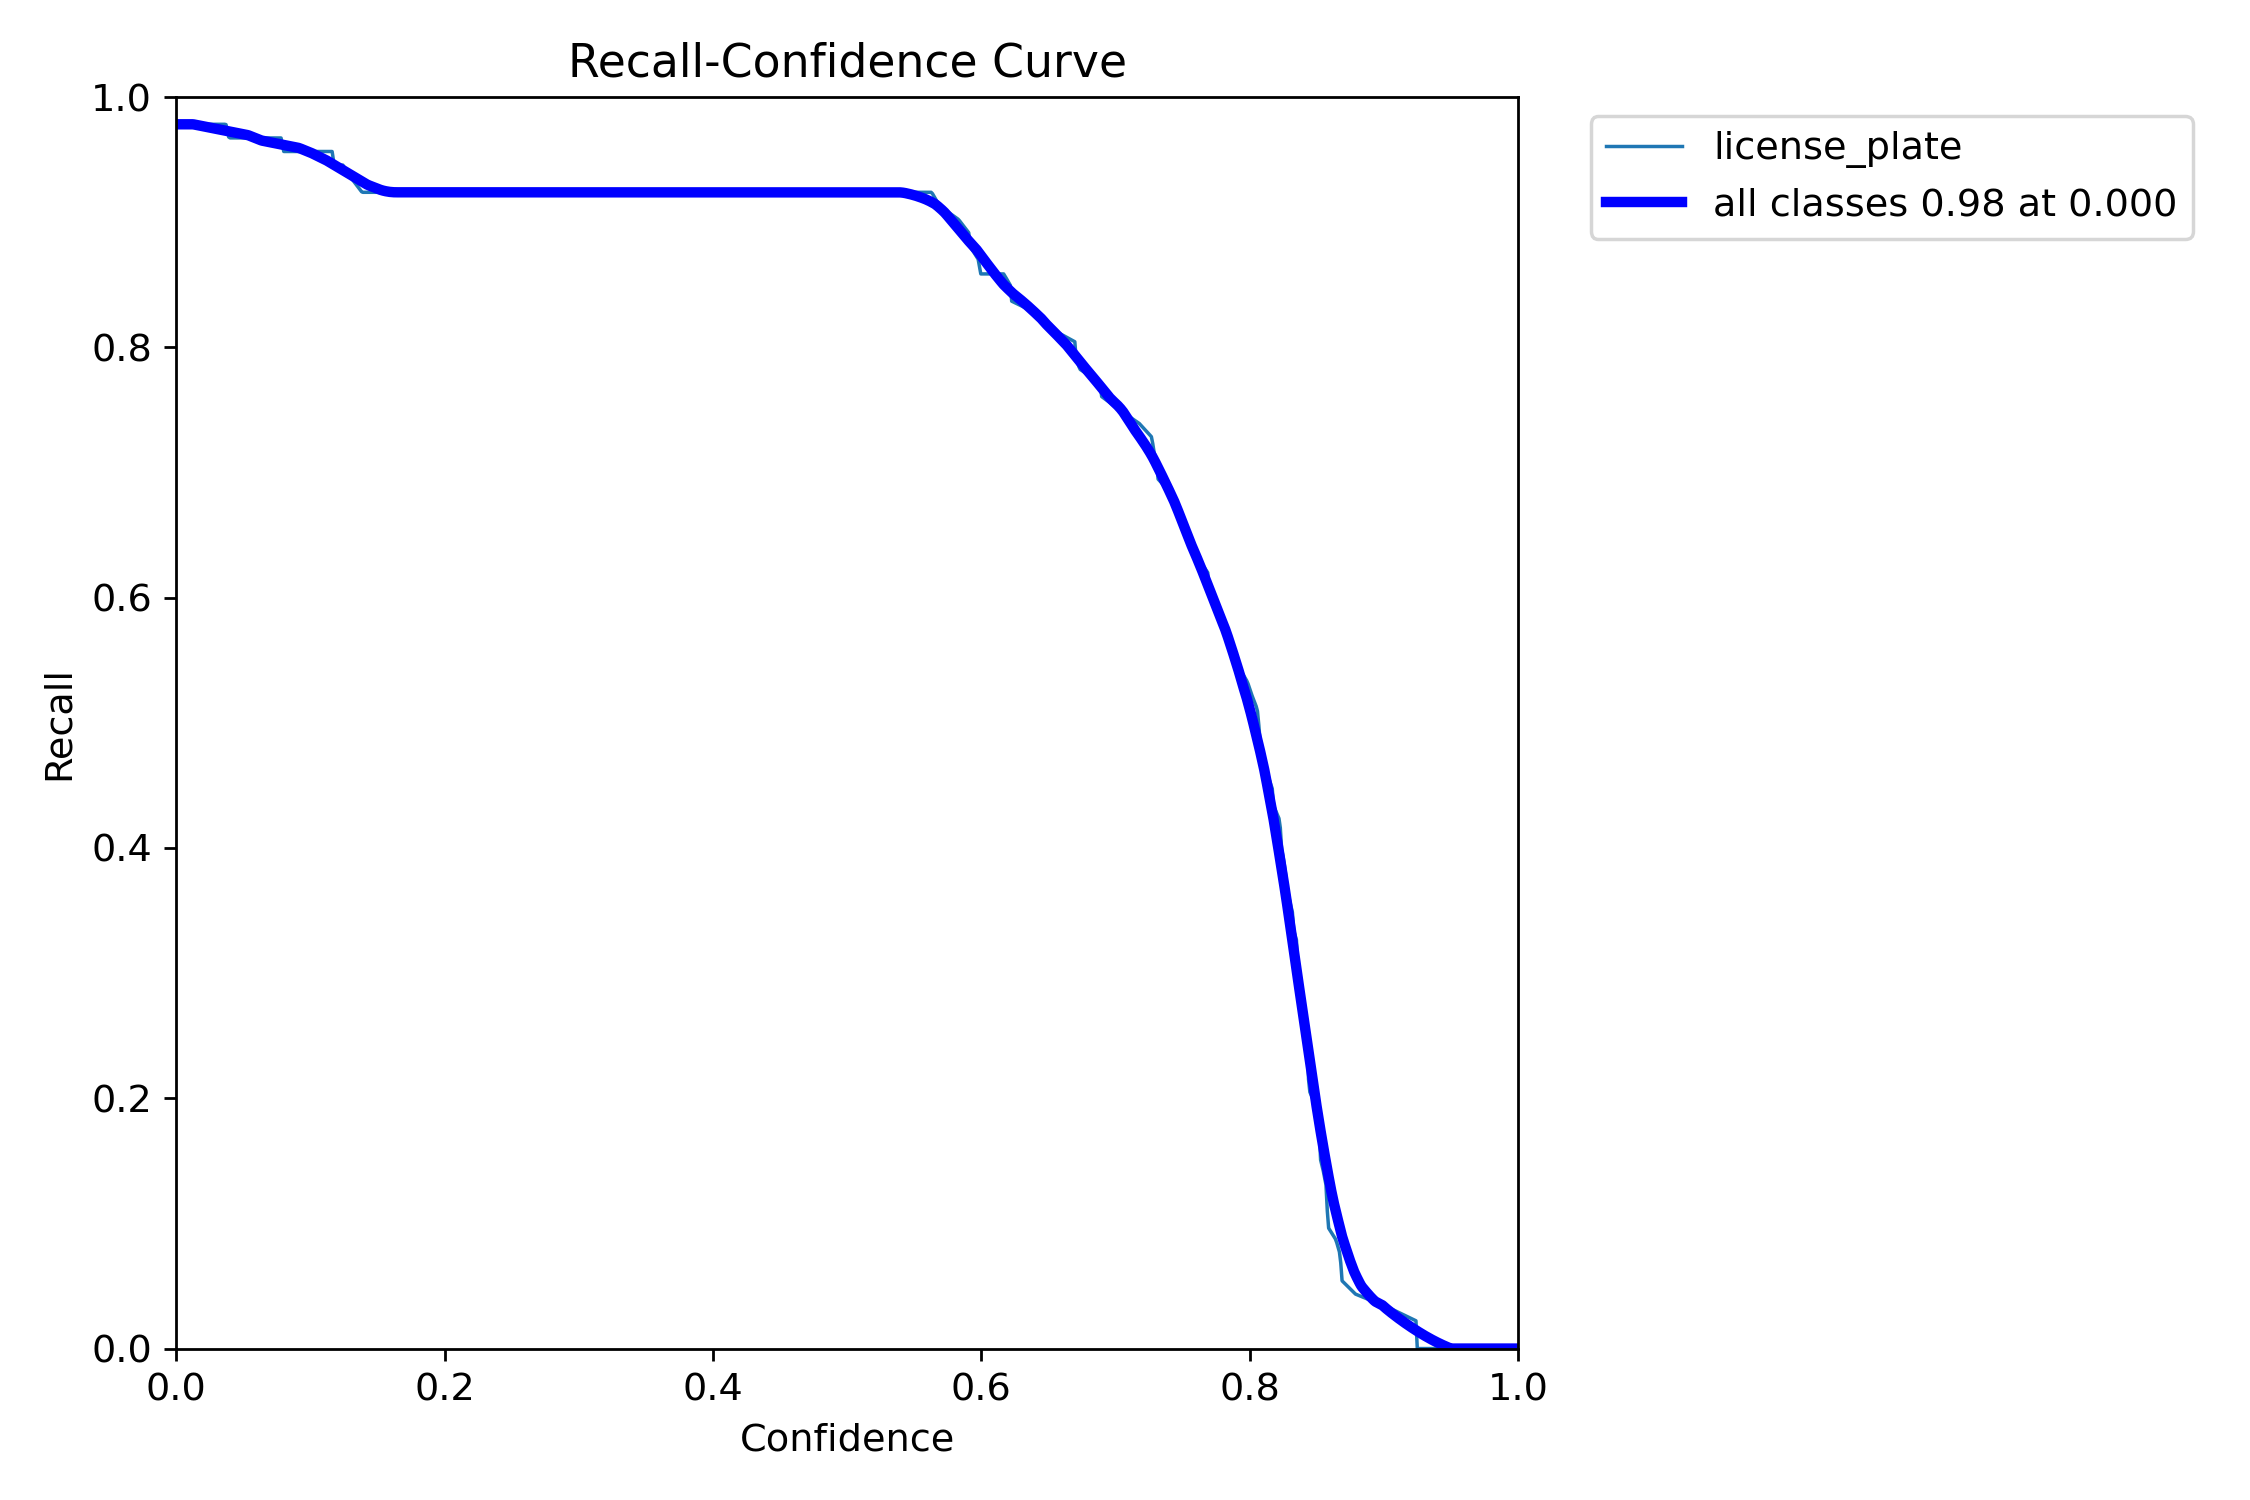 Recall-Confidence Curve
license_plate
all classes 0.98 at 0.000
1.0
0.8
0.6
0.4
0.2
0.0
Recall
0.0 0.2 0.4 0.6 0.8 1.0
Confidence